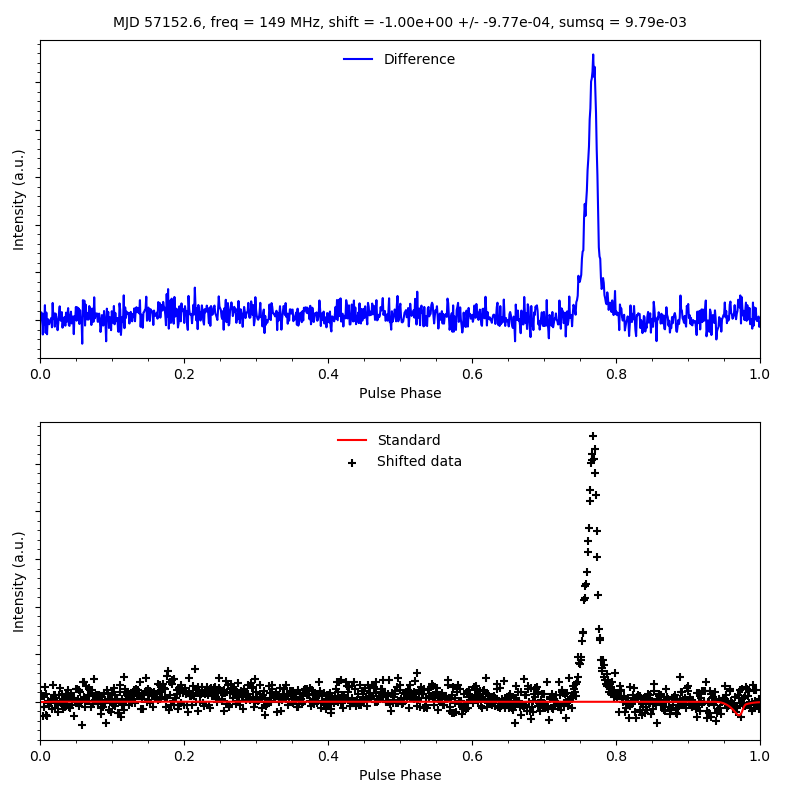 MJD 57152.6, freq = 149 MHz, shift = -1.00e+00 +/- -9.77e-04, sumsq = 9.79e-03
Difference
Intensity (a.u.)
0.0 0.2 0.4 0.6 0.8 1.0
Pulse Phase
Standard
Shifted data
Intensity (a.u.)
0.0 0.2 0.4 0.6 0.8 1.0
Pulse Phase